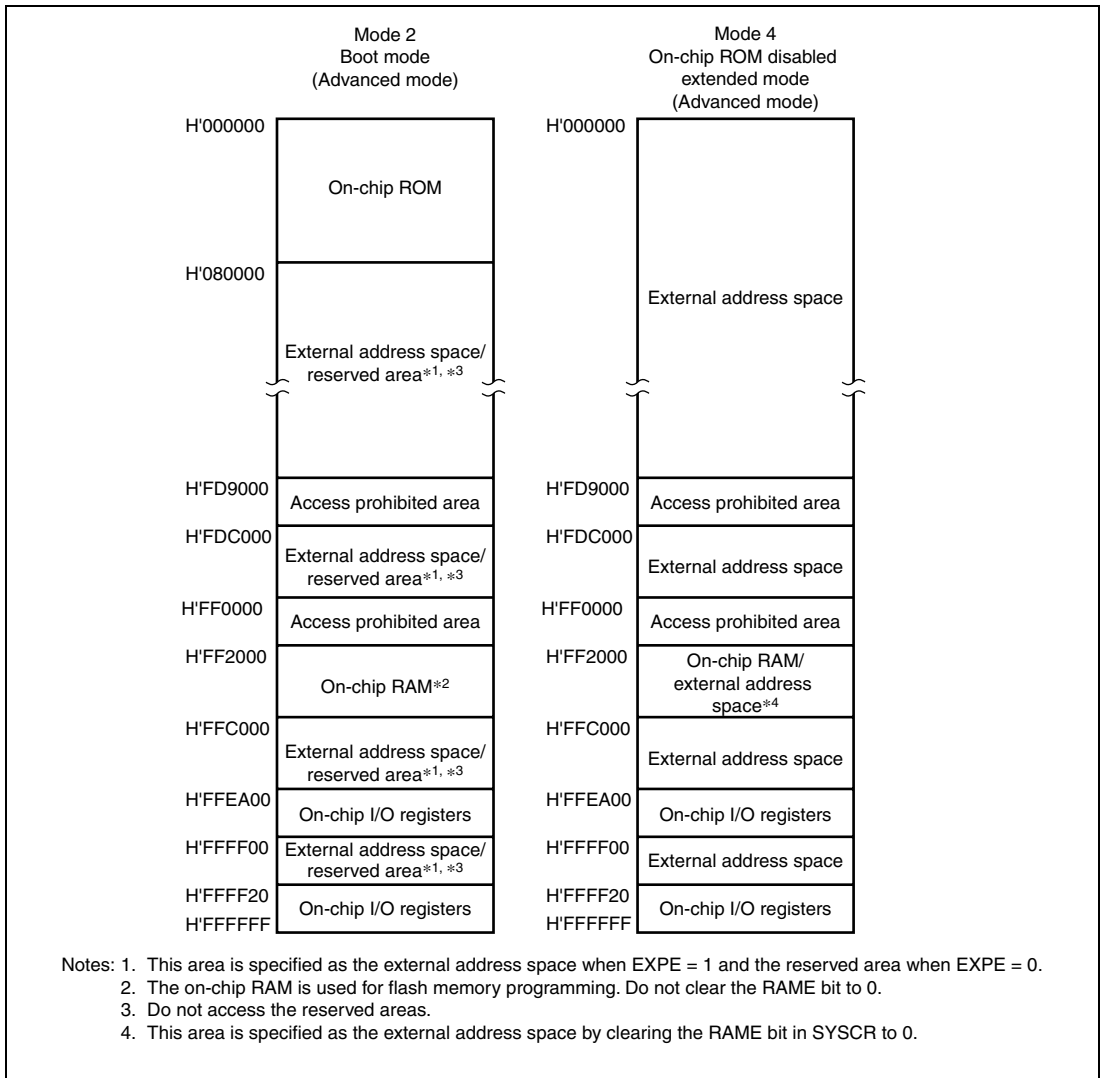 Mode 2
Boot mode
(Advanced mode)
H'000000
On-chip ROM
H'080000
External address space/
reserved area*1, *3
H'FD9000
Access prohibited area
H'FDC000
External address space/
reserved area*1, *3
H'FF0000
Access prohibited area
H'FF2000
On-chip RAM*2
H'FFC000
External address space/
reserved area*1, *3
H'FFEA00
On-chip I/O registers
H'FFFF00
External address space/
reserved area*1, *3
H'FFFF20
On-chip I/O registers
H'FFFFFF
Mode 4
On-chip ROM disabled
extended mode
(Advanced mode)
H'000000
External address space
H'FD9000
Access prohibited area
H'FDC000
External address space
H'FF0000
Access prohibited area
H'FF2000
On-chip RAM/
external address
space*4
H'FFC000
External address space
H'FFEA00
On-chip I/O registers
H'FFFF00
External address space
H'FFFF20
On-chip I/O registers
H'FFFFFF
Notes: 1. This area is specified as the external address space when EXPE = 1 and the reserved area when EXPE = 0.
2. The on-chip RAM is used for flash memory programming. Do not clear the RAME bit to 0.
3. Do not access the reserved areas.
4. This area is specified as the external address space by clearing the RAME bit in SYSCR to 0.